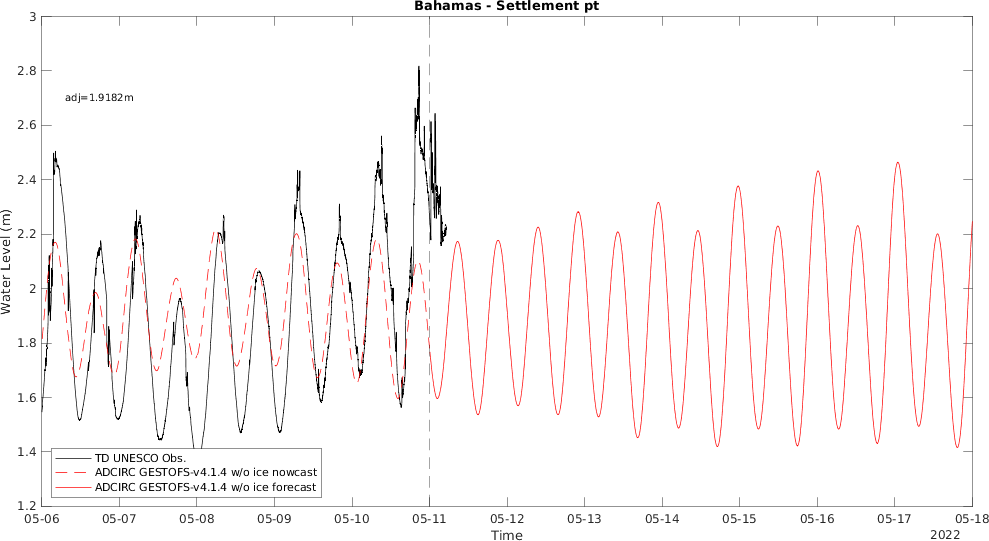 Bahamas - Settlement pt
3
2.8
2.6
2.4
2.2
2
1.8
1.6
1.4
1.2
Water Level (m)
adj=1.9182m
TD UNESCO Obs.
ADCIRC GESTOFS-v4.1.4 w/o ice nowcast
ADCIRC GESTOFS-v4.1.4 w/o ice forecast
05-06 05-07 05-08 05-09 05-10 05-11 05-12 05-13 05-14 05-15 05-16 05-17 05-18
Time
2022